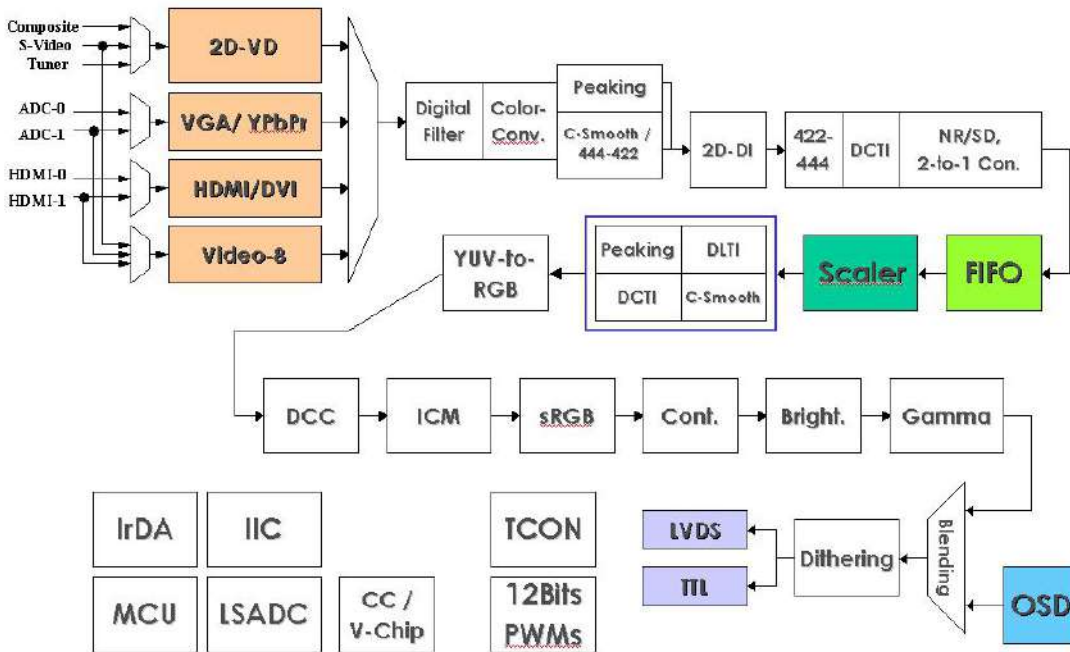 Composite
S-Video
Tuner
2D-VD
ADC-0
ADC-1
VGA/ YPbPr
HDMI-0
HDMI-1
HDMI/DVI
Video-8
Digital
Filter
Color-
Conv.
Peaking
C-Smooth /
444-422
2D-DI
422-
444
DCTI
NR/SD,
2-to-1 Con.
YUV-to-
RGB
Peaking
DLTI
DCTI
C-Smooth
Scaler
FIFO
DCC
ICM
sRGB
Cont.
Bright.
Gamma
IrDA
IIC
TCON
LVDS
TTL
Dithering
Blending
OSD
MCU
LSADC
CC /
V-Chip
12Bits
PWMs